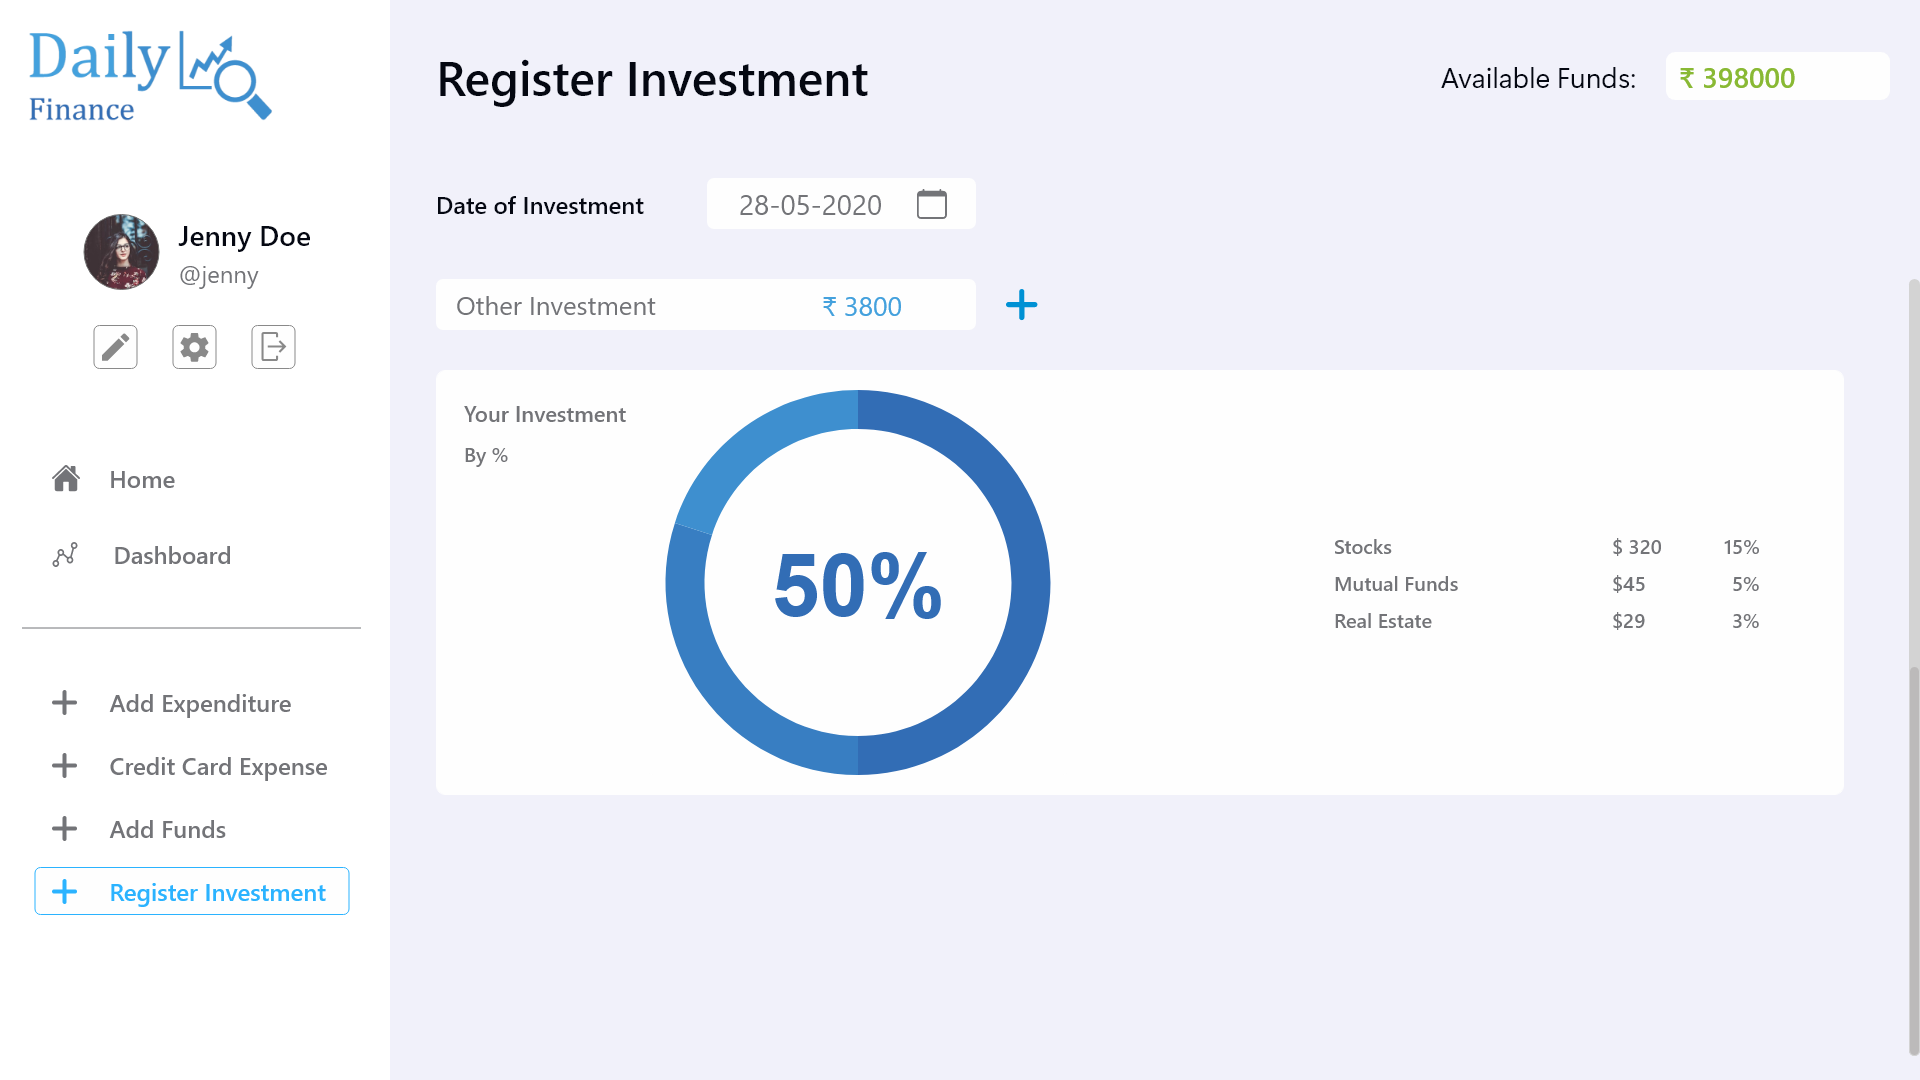 Daily
Finance
Register Investment
Available Funds: ₹ 398000
Date of Investment 28-05-2020
Jenny Doe
@jenny
Other Investment ₹ 3800
Your Investment
By %
50%
Stocks $ 320 15%
Mutual Funds $45 5%
Real Estate $29 3%
Home
Dashboard
Add Expenditure
Credit Card Expense
Add Funds
Register Investment